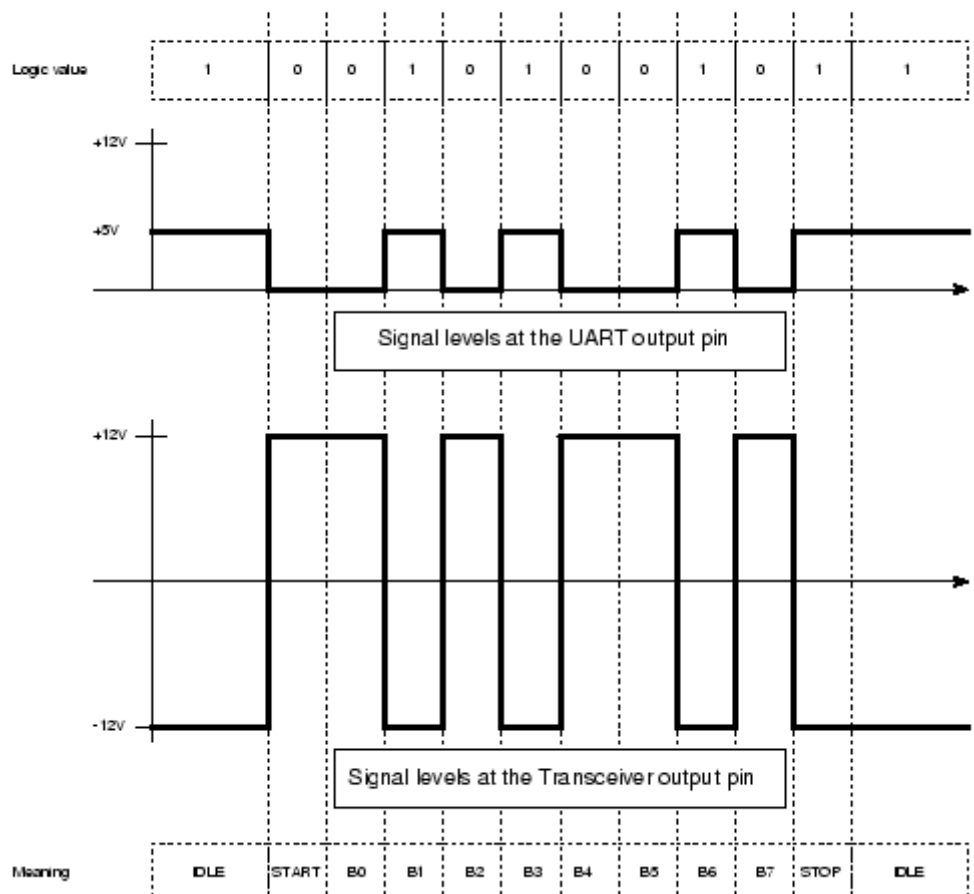 Logic value 1 0 0 1 0 1 0 0 1 0 1 1
+12V
+5V
Signal levels at the UART output pin
+12V
-12V
Signal levels at the Transceiver output pin
Meaning IDLE START B0 B1 B2 B3 B4 B5 B6 B7 STOP IDLE